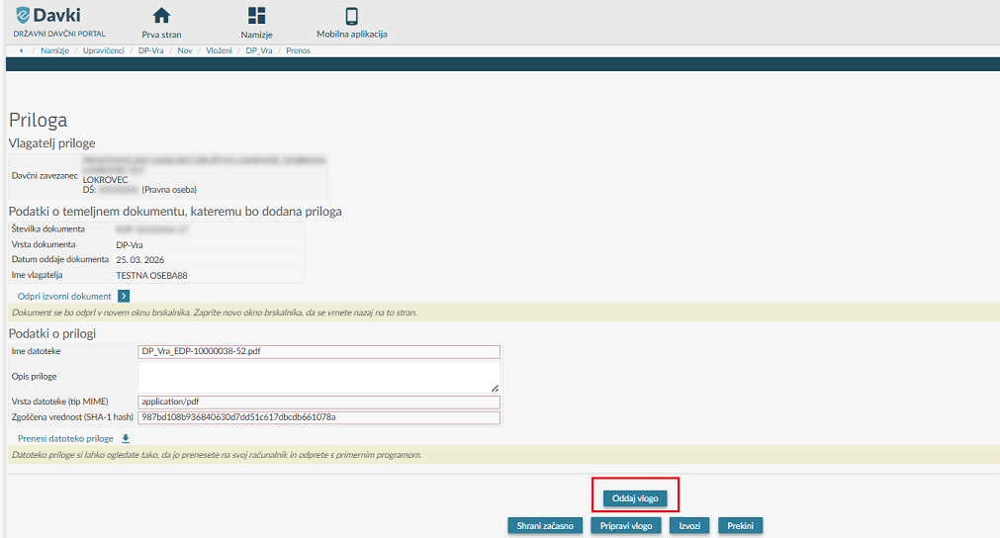 eDavki
DRŽAVNI DAVČNI PORTAL
Prva stran
Namizje
Mobilna aplikacija
/ Namizje / Upravičenci / DP-Vra / Nov / Vloženi / DP_Vra / Prenos
Priloga
Vlagatelj priloge
Davčni zavezanec
LOKROVEC
DŠ: (Pravna oseba)
Podatki o temeljnem dokumentu, kateremu bo dodana priloga
Številka dokumenta
Vrsta dokumenta DP-Vra
Datum oddaje dokumenta 25. 03. 2026
Ime vlagatelja TESTNA OSEBA88
Odpri izvorni dokument
Dokument se bo odprl v novem oknu brskalnika. Zaprite novo okno brskalnika, da se vrnete nazaj na to stran.
Podatki o prilogi
Ime datoteke DP_Vra_EDP-10000038-52.pdf
Opis priloge
Vrsta datoteke (tip MIME) application/pdf
Zgoščena vrednost (SHA-1 hash) 987bd108b936840630d7dd51c617dbcdb661078a
Prenesi datoteko priloge
Datoteko priloge si lahko ogledate tako, da jo prenesete na svoj računalnik in odprete s primernim programom.
Oddaj vlogo
Shrani začasno Pripravi vlogo Izvozi Prekini